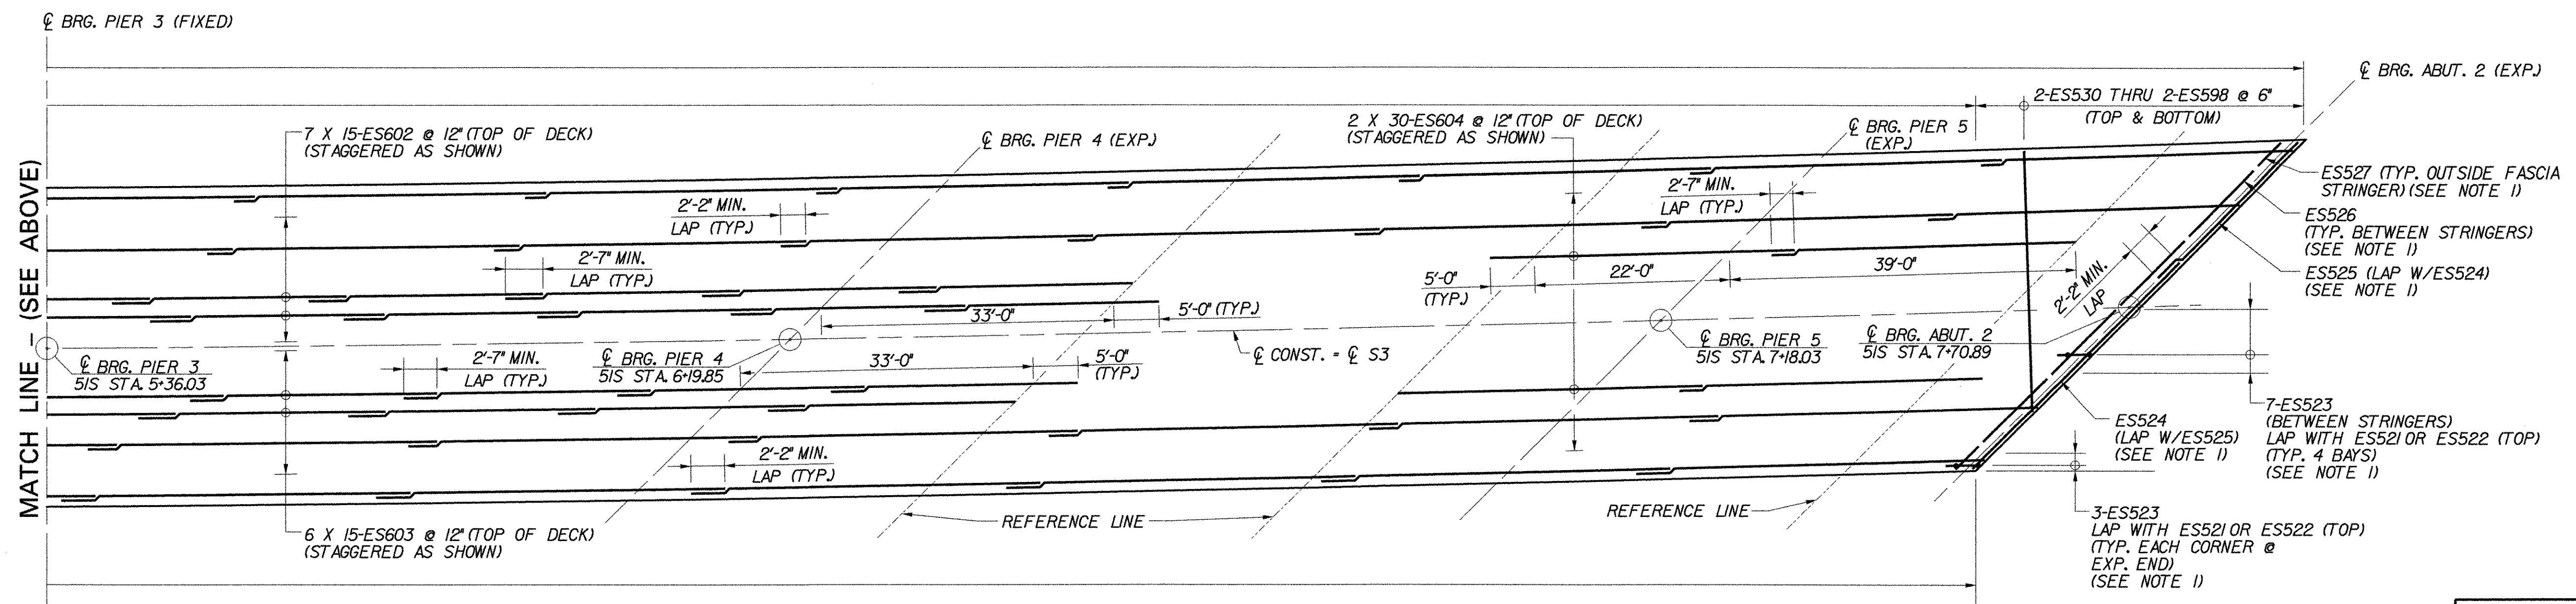 ℄ BRG. PIER 3 (FIXED)
℄ BRG. ABUT. 2 (EXP.)
2-ES530 THRU 2-ES598 @ 6"
(TOP & BOTTOM)
7 X 15-ES602 @ 12" (TOP OF DECK)
(STAGGERED AS SHOWN)
℄ BRG. PIER 4 (EXP.)
2 X 30-ES604 @ 12" (TOP OF DECK)
(STAGGERED AS SHOWN)
℄ BRG. PIER 5
(EXP.)
ES527 (TYP. OUTSIDE FASCIA
STRINGER) (SEE NOTE 1)
ES526
(TYP. BETWEEN STRINGERS)
(SEE NOTE 1)
ES525 (LAP W/ES524)
(SEE NOTE 1)
2'-2" MIN.
LAP (TYP.)
2'-7" MIN.
LAP (TYP.)
2'-7" MIN.
LAP (TYP.)
5'-0"
(TYP.)
22'-0"
39'-0"
2'-2" MIN.
LAP
33'-0"
5'-0" (TYP.)
MATCH LINE - (SEE ABOVE)
℄ BRG. PIER 3
51S STA. 5+36.03
2'-7" MIN.
LAP (TYP.)
℄ BRG. PIER 4
51S STA. 6+19.85
33'-0"
5'-0"
(TYP.)
℄ CONST. = ℄ S3
℄ BRG. PIER 5
51S STA. 7+18.03
℄ BRG. ABUT. 2
51S STA. 7+70.89
ES524
(LAP W/ES525)
(SEE NOTE 1)
7-ES523
(BETWEEN STRINGERS)
LAP WITH ES521 OR ES522 (TOP)
(TYP. 4 BAYS)
(SEE NOTE 1)
2'-2" MIN.
LAP (TYP.)
6 X 15-ES603 @ 12" (TOP OF DECK)
(STAGGERED AS SHOWN)
REFERENCE LINE
REFERENCE LINE
3-ES523
LAP WITH ES521 OR ES522 (TOP)
(TYP. EACH CORNER @
EXP. END)
(SEE NOTE 1)